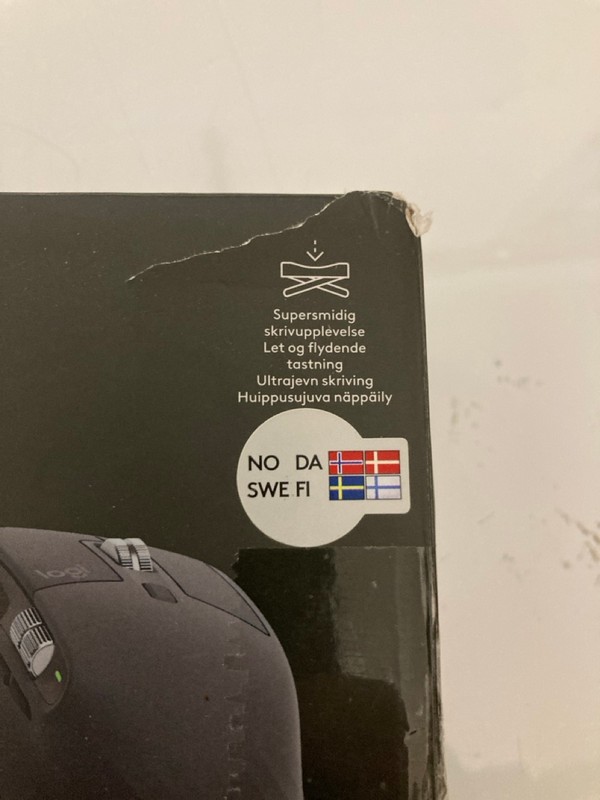 Supersmidig
skrivupplevelse
Let og flydende
tastning
Ultrajevn skriving
Huippusujuva näppäily
NO DA
SWE FI
logi